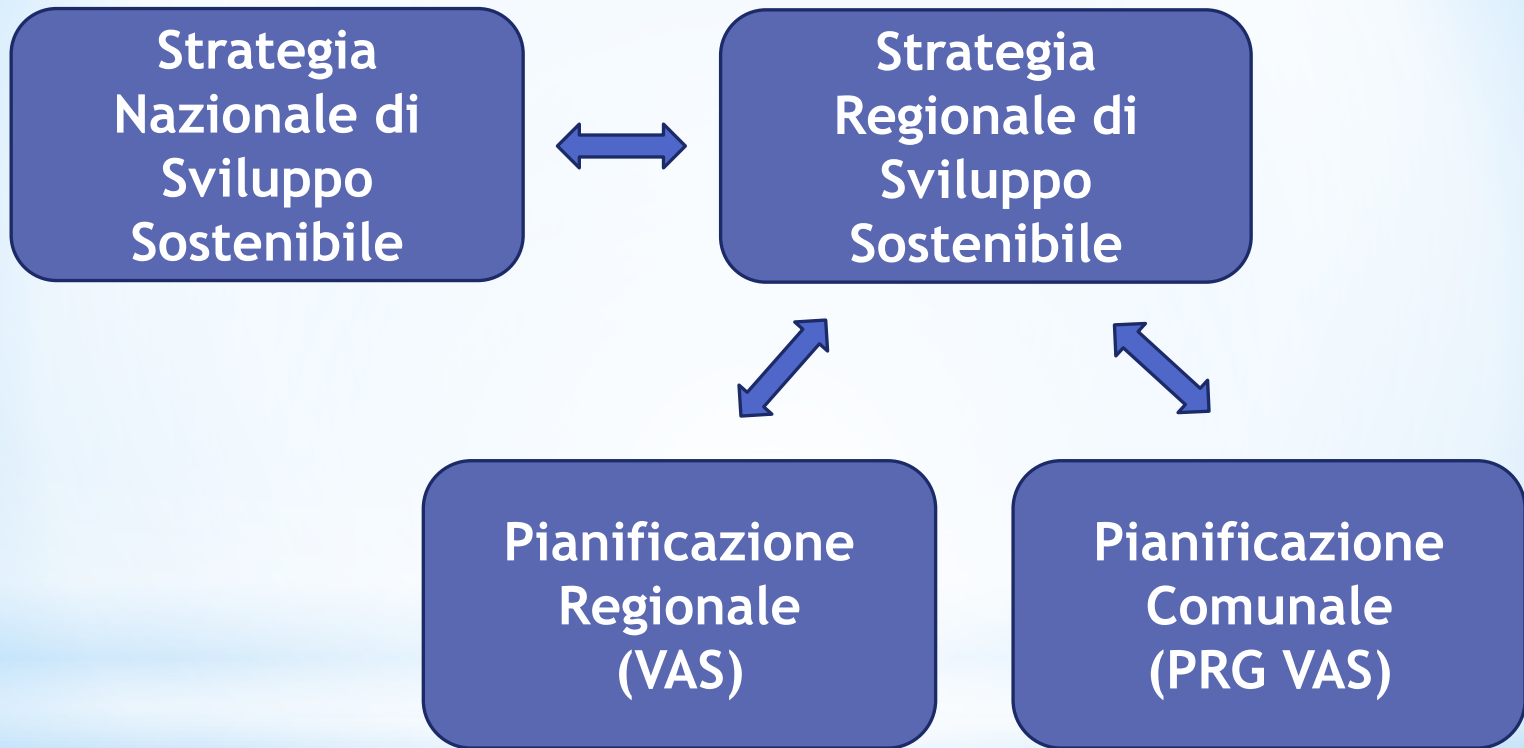 Strategia
Nazionale di
Sviluppo
Sostenibile
Strategia
Regionale di
Sviluppo
Sostenibile
Pianificazione
Regionale
(VAS)
Pianificazione
Comunale
(PRG VAS)